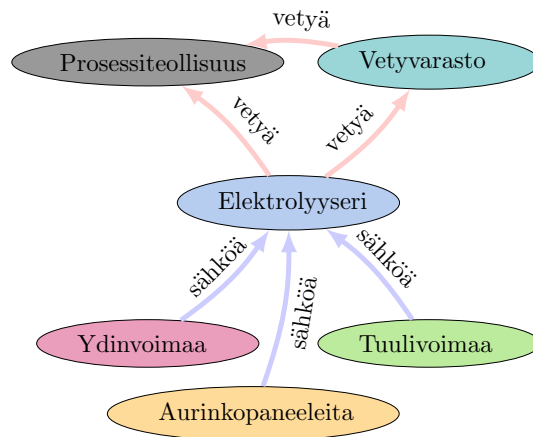 vetyä
Prosessiteollisuus
Vetyvarasto
vetyä
vetyä
Elektrolyyseri
sähköä
sähköä
sähköä
Ydinvoimaa
Tuulivoimaa
Aurinkopaneeleita